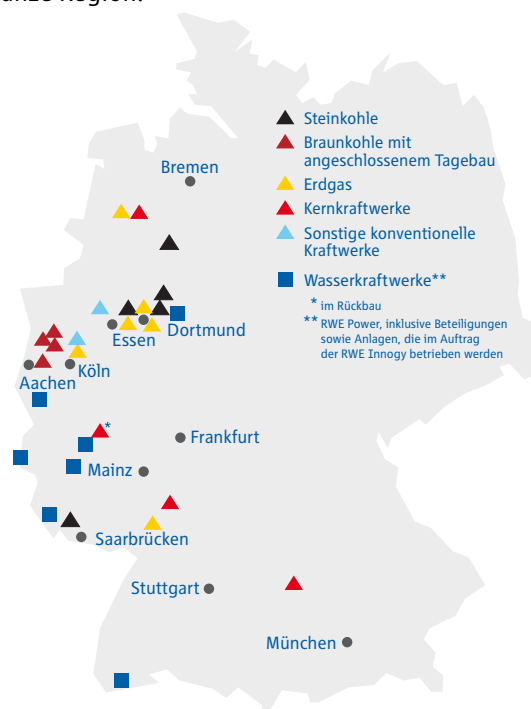 Steinkohle
Braunkohle mit
angeschlossenem Tagebau
Erdgas
Kernkraftwerke
Sonstige konventionelle
Kraftwerke
Wasserkraftwerke**
* im Rückbau
** RWE Power, inklusive Beteiligungen
sowie Anlagen, die im Auftrag
der RWE Innogy betrieben werden
Bremen
Dortmund
Essen
Köln
Aachen
*
Frankfurt
Mainz
Saarbrücken
Stuttgart
München